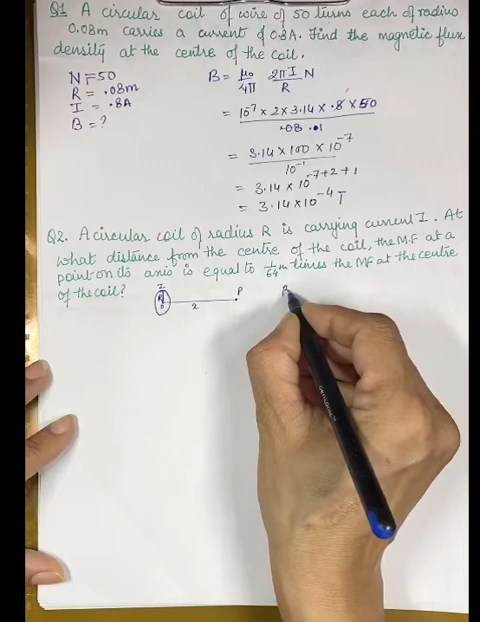 Q1 A circular coil of wire of 50 turns each of radius
0.08m carries a current of 0.8A. Find the magnetic flux
density at the centre of the coil.
N = 50
R = .08m
I = .8A
B = ?
B = μ0/4π 2πI/R N
= 10^-7 × 2 × 3.14 × .8 × 50 / .08 .01
= 3.14 × 100 × 10^-7 / 10^-1
= 3.14 × 10^-7+2+1
= 3.14 × 10^-4 T
Q2. A circular coil of radius R is carrying current I. At
what distance from the centre of the coil, the M.F at a
point on its axis is equal to 1/64 th times the MF at the centre
of the coil?
I
P
R
O
B